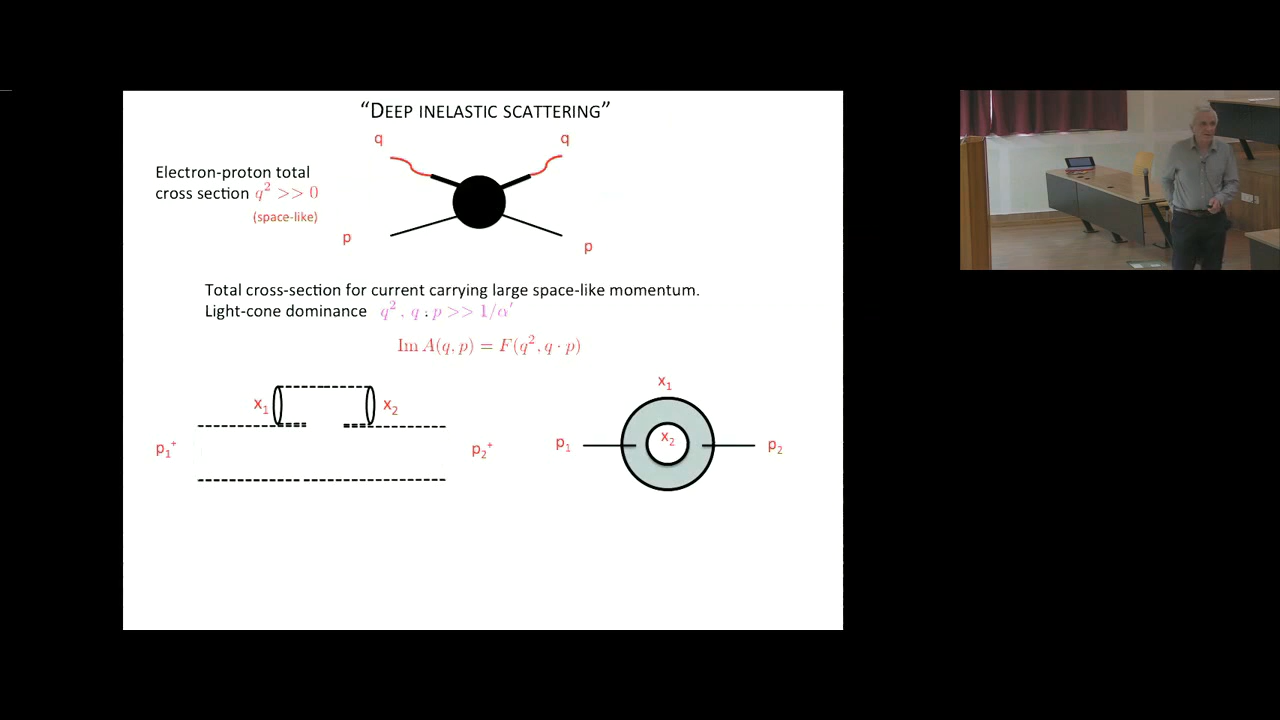 “DEEP INELASTIC SCATTERING”
q q
Electron-proton total
cross section q² >> 0
(space-like)
p p
Total cross-section for current carrying large space-like momentum.
Light-cone dominance q² , q . p >> 1/α′
Im A(q, p) = F(q², q · p)
x₁ x₂
p₁⁺ p₂⁺
x₁
p₁ x₂ p₂